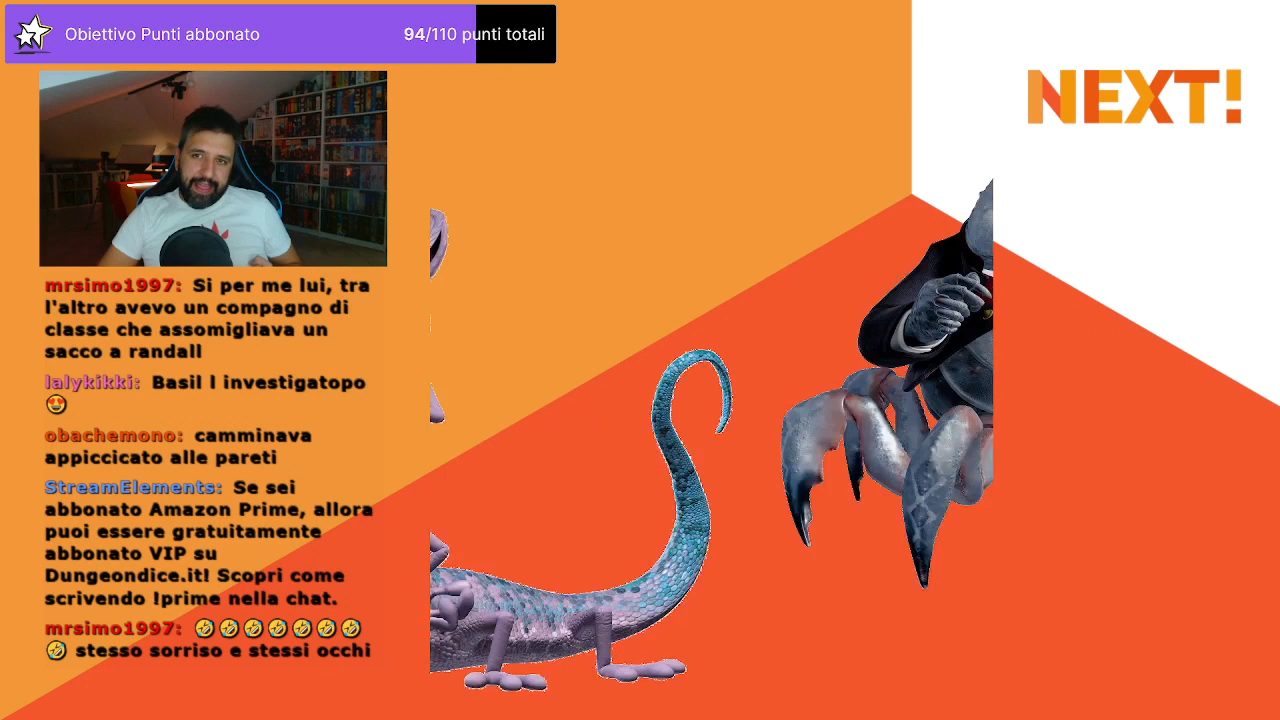 Obiettivo Punti abbonato 94/110 punti totali
NEXT!
mrsimo1997: Si per me lui, tra
l'altro avevo un compagno di
classe che assomigliava un
sacco a randall
lalykikki: Basil l investigatopo
😍
obachemono: camminava
appiccicato alle pareti
StreamElements: Se sei
abbonato Amazon Prime, allora
puoi essere gratuitamente
abbonato VIP su
Dungeondice.it! Scopri come
scrivendo !prime nella chat.
mrsimo1997: 🤣🤣🤣🤣🤣🤣🤣
🤣 stesso sorriso e stessi occhi